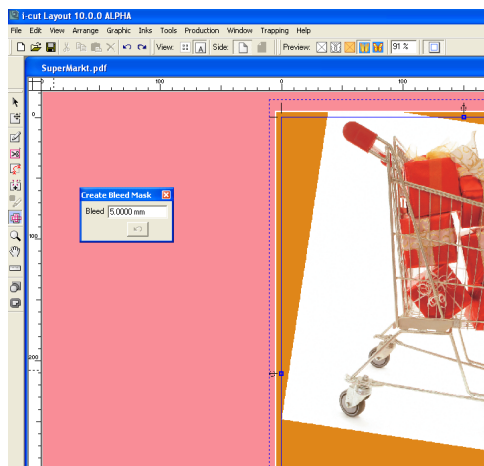 i-cut Layout 10.0.0 ALPHA
File Edit View Arrange Graphic Inks Tools Production Window Trapping Help
View: A Side: Preview: 91 %
SuperMarkt.pdf
100 0 100
0
Create Bleed Mask
Bleed 5.0000 mm
100
200